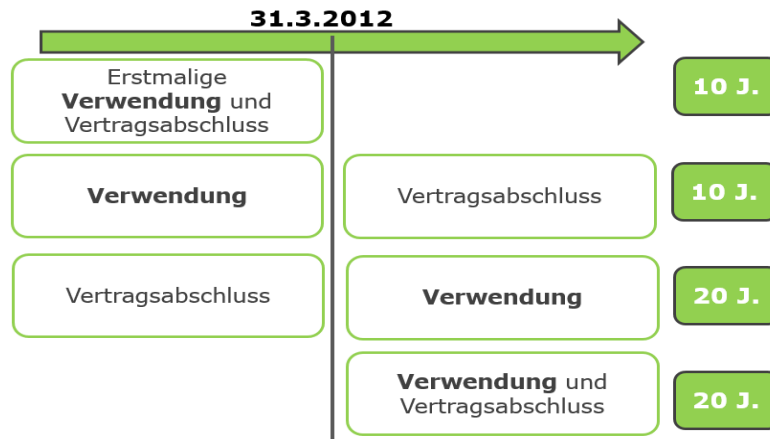 31.3.2012
Erstmalige
Verwendung und
Vertragsabschluss
10 J.
Verwendung
Vertragsabschluss
10 J.
Vertragsabschluss
Verwendung
20 J.
Verwendung und
Vertragsabschluss
20 J.